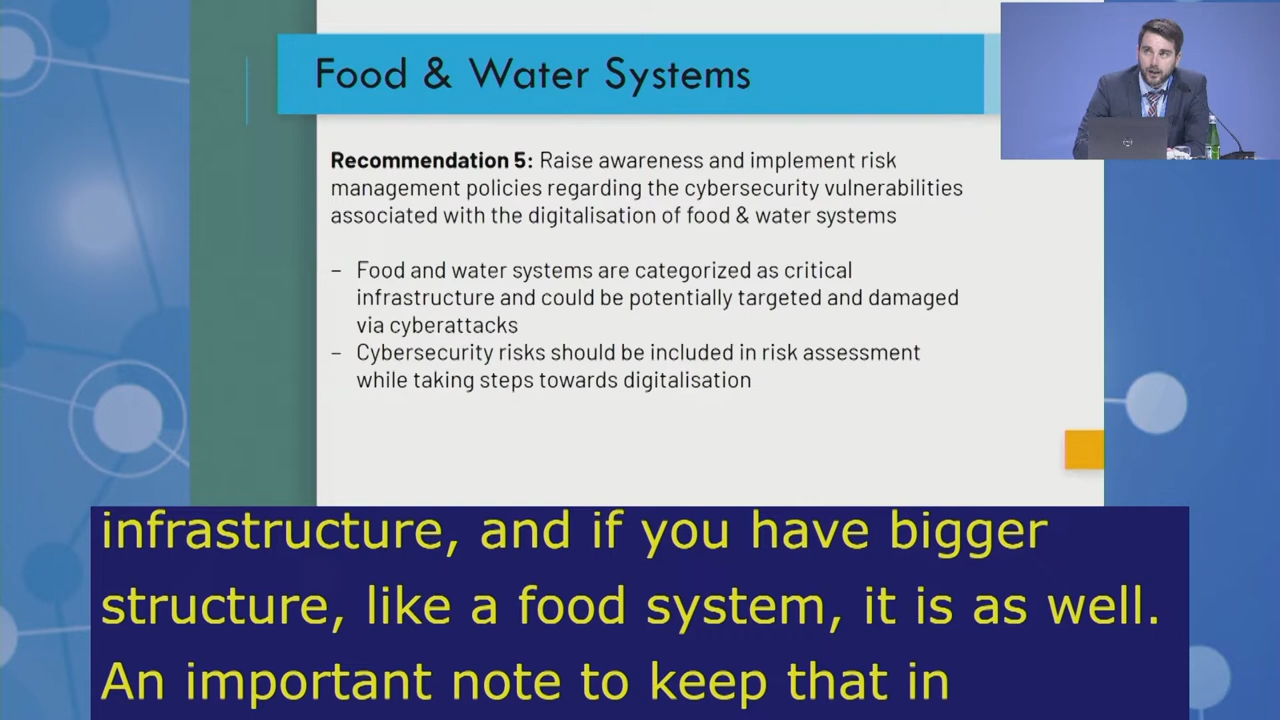 Food & Water Systems
Recommendation 5: Raise awareness and implement risk
management policies regarding the cybersecurity vulnerabilities
associated with the digitalisation of food & water systems
– Food and water systems are categorized as critical
infrastructure and could be potentially targeted and damaged
via cyberattacks
– Cybersecurity risks should be included in risk assessment
while taking steps towards digitalisation
infrastructure, and if you have bigger
structure, like a food system, it is as well.
An important note to keep that in